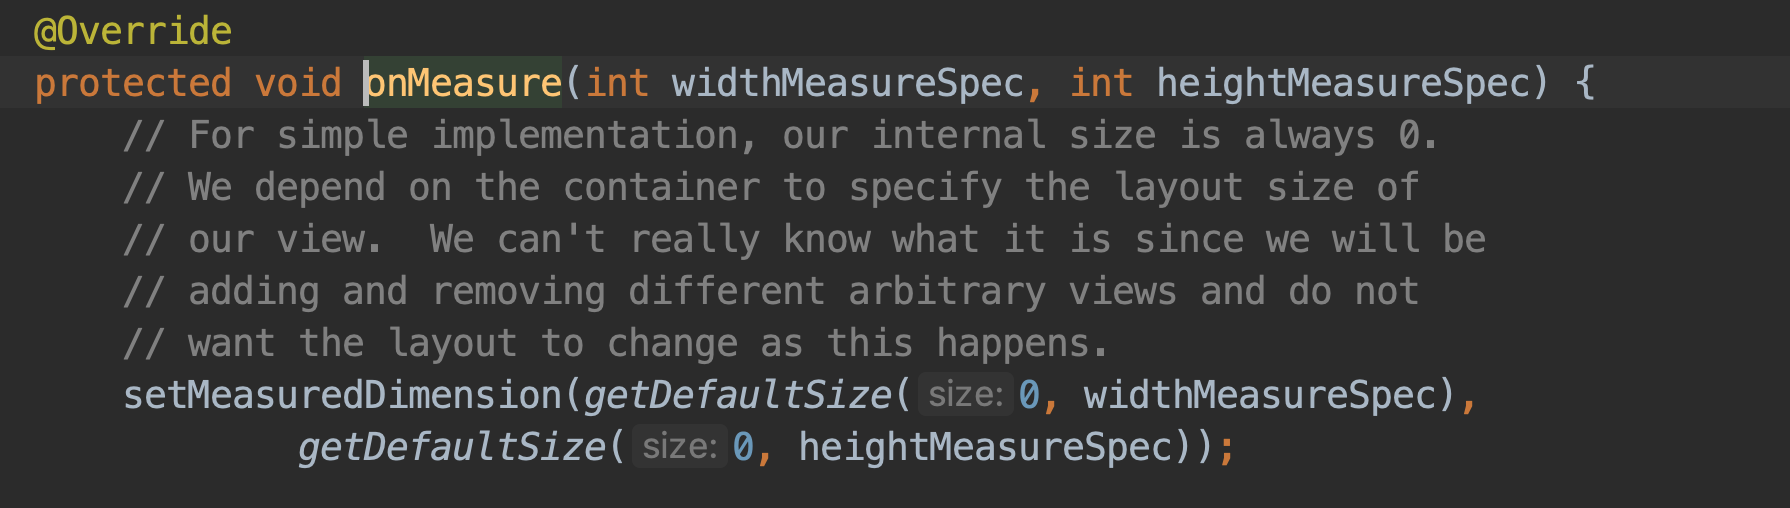 @Override
protected void onMeasure(int widthMeasureSpec, int heightMeasureSpec) {
// For simple implementation, our internal size is always 0.
// We depend on the container to specify the layout size of
// our view.  We can't really know what it is since we will be
// adding and removing different arbitrary views and do not
// want the layout to change as this happens.
setMeasuredDimension(getDefaultSize( size: 0, widthMeasureSpec),
getDefaultSize( size: 0, heightMeasureSpec));